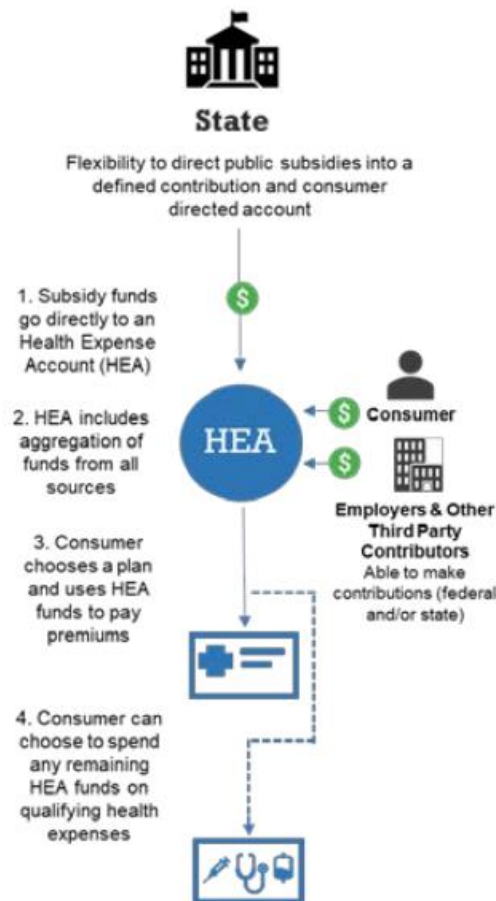 State
Flexibility to direct public subsidies into a
defined contribution and consumer
directed account
$
1. Subsidy funds
go directly to an
Health Expense
Account (HEA)
2. HEA includes
aggregation of
funds from all
sources
HEA
$
Consumer
$
Employers & Other
Third Party
Contributors
Able to make
contributions (federal
and/or state)
3. Consumer
chooses a plan
and uses HEA
funds to pay
premiums
4. Consumer can
choose to spend
any remaining
HEA funds on
qualifying health
expenses